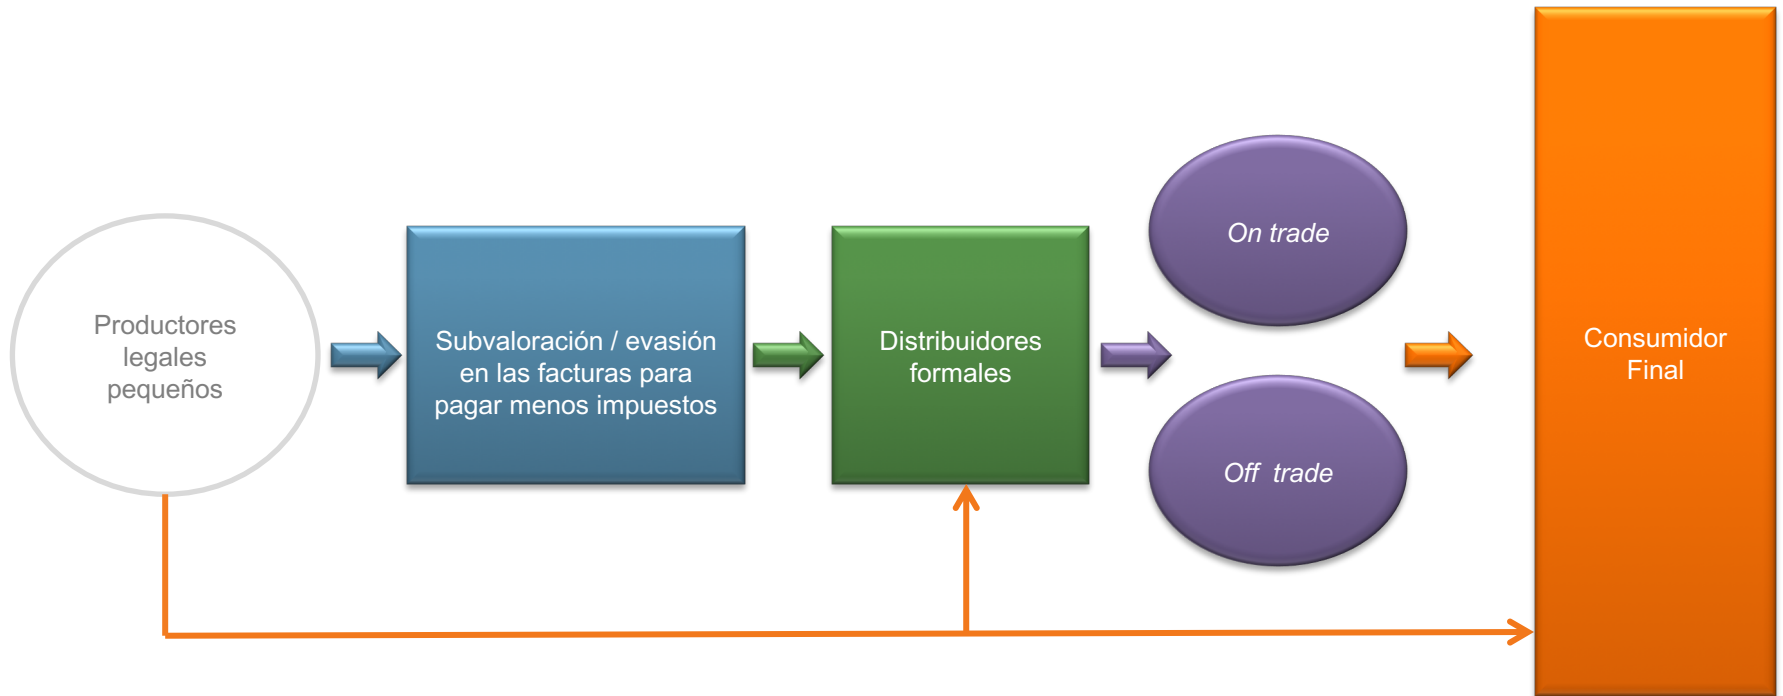 Productores
legales
pequeños
Subvaloración / evasión
en las facturas para
pagar menos impuestos
Distribuidores
formales
On trade
Off trade
Consumidor
Final